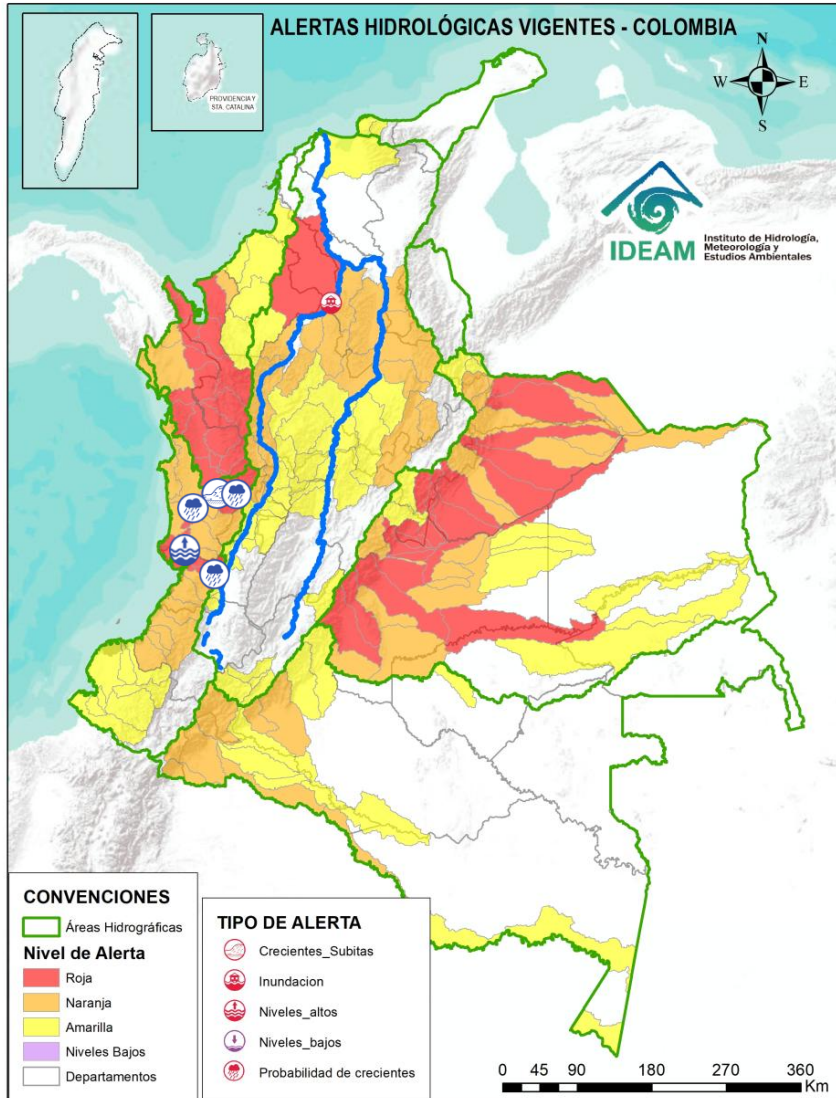 ALERTAS HIDROLÓGICAS VIGENTES - COLOMBIA
PROVIDENCIA Y
STA. CATALINA
N
W
E
S
IDEAM
Instituto de Hidrología,
Meteorología y
Estudios Ambientales
CONVENCIONES
Áreas Hidrográficas
Nivel de Alerta
Roja
Naranja
Amarilla
Niveles Bajos
Departamentos
TIPO DE ALERTA
Crecientes_Subitas
Inundacion
Niveles_altos
Niveles_bajos
Probabilidad de crecientes
0 45 90 180 270 360
Km